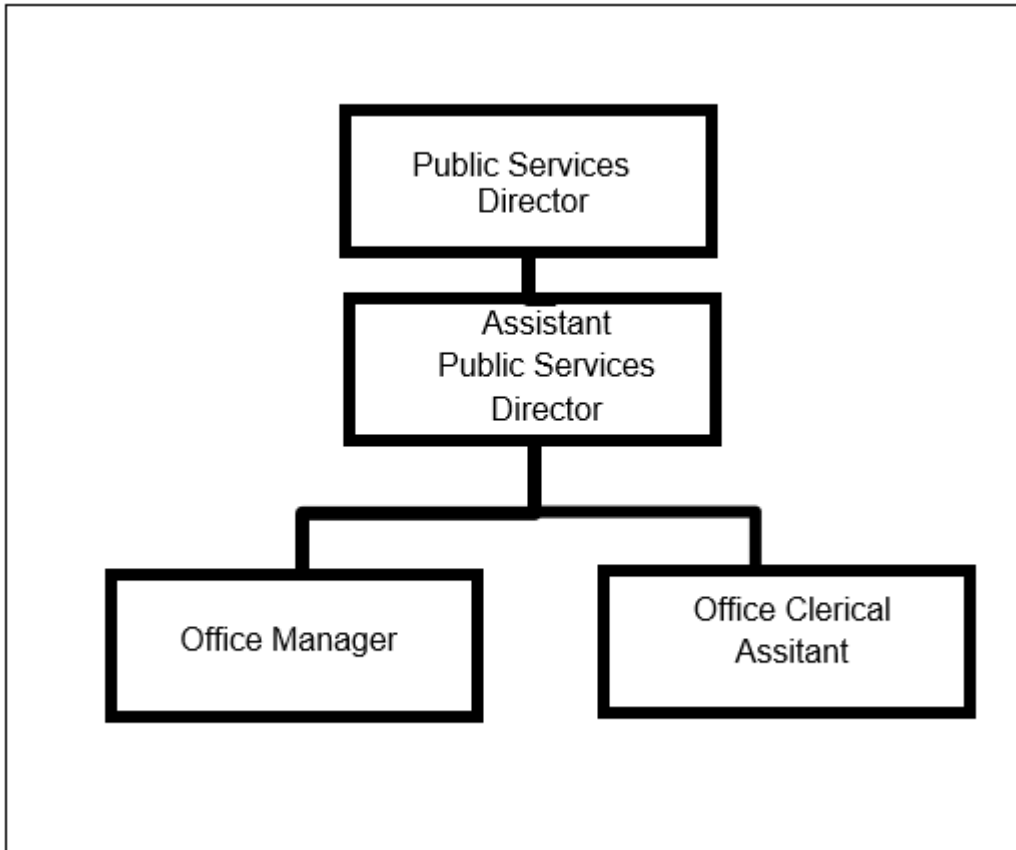 Public Services
Director
Assistant
Public Services
Director
Office Manager
Office Clerical
Assitant